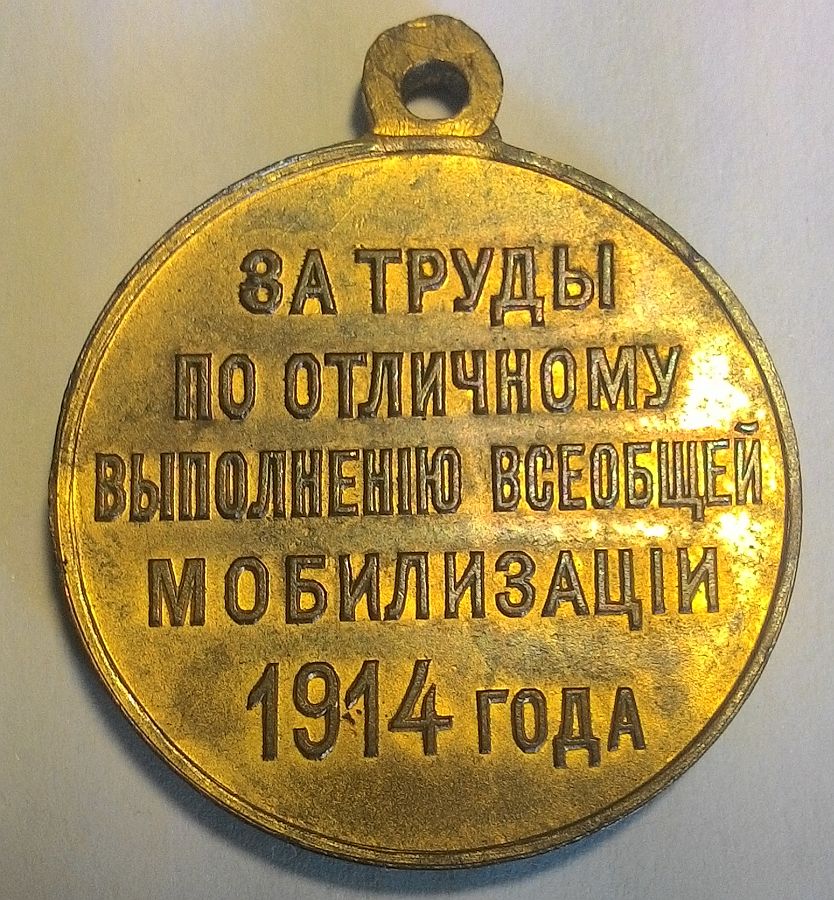 ЗА ТРУДЫ
ПО ОТЛИЧНОМУ
ВЫПОЛНЕНІЮ ВСЕОБЩЕЙ
МОБИЛИЗАЦІИ
1914 ГОДА